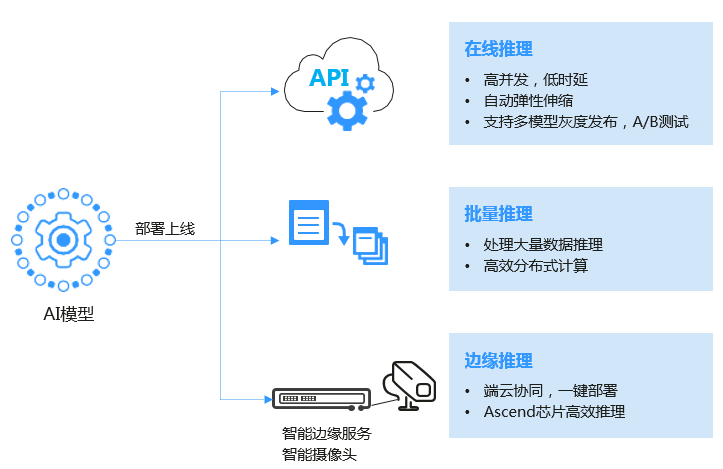 在线推理
API
• 高并发，低时延
• 自动弹性伸缩
• 支持多模型灰度发布，A/B测试
部署上线
AI模型
批量推理
• 处理大量数据推理
• 高效分布式计算
边缘推理
• 端云协同，一键部署
• Ascend芯片高效推理
智能边缘服务
智能摄像头